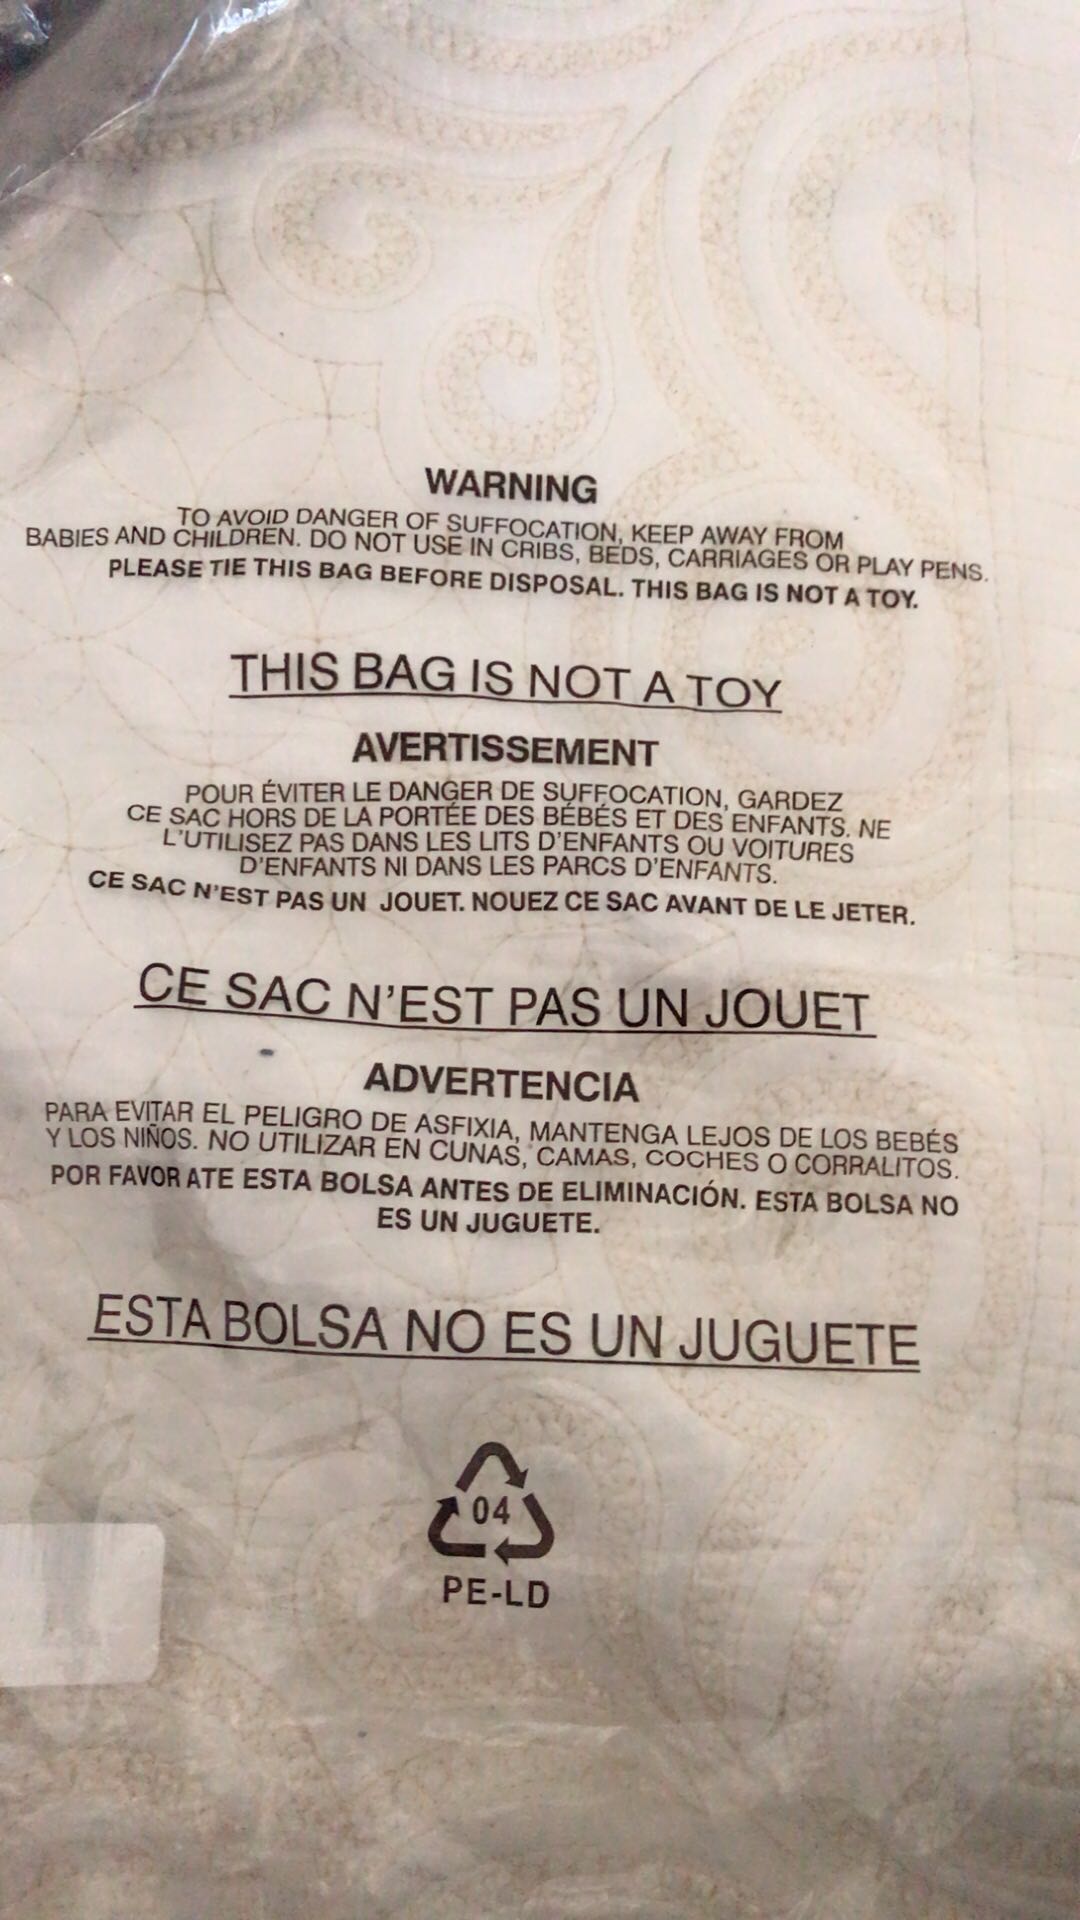 WARNING
TO AVOID DANGER OF SUFFOCATION, KEEP AWAY FROM
BABIES AND CHILDREN. DO NOT USE IN CRIBS, BEDS, CARRIAGES OR PLAY PENS.
PLEASE TIE THIS BAG BEFORE DISPOSAL. THIS BAG IS NOT A TOY.
THIS BAG IS NOT A TOY
AVERTISSEMENT
POUR ÉVITER LE DANGER DE SUFFOCATION, GARDEZ
CE SAC HORS DE LA PORTÉE DES BÉBÉS ET DES ENFANTS. NE
L'UTILISEZ PAS DANS LES LITS D'ENFANTS OU VOITURES
D'ENFANTS NI DANS LES PARCS D'ENFANTS.
CE SAC N'EST PAS UN JOUET. NOUEZ CE SAC AVANT DE LE JETER.
CE SAC N'EST PAS UN JOUET
ADVERTENCIA
PARA EVITAR EL PELIGRO DE ASFIXIA, MANTENGA LEJOS DE LOS BEBÉS
Y LOS NIÑOS. NO UTILIZAR EN CUNAS, CAMAS, COCHES O CORRALITOS.
POR FAVOR ATE ESTA BOLSA ANTES DE ELIMINACIÓN. ESTA BOLSA NO
ES UN JUGUETE.
ESTA BOLSA NO ES UN JUGUETE
04
PE-LD